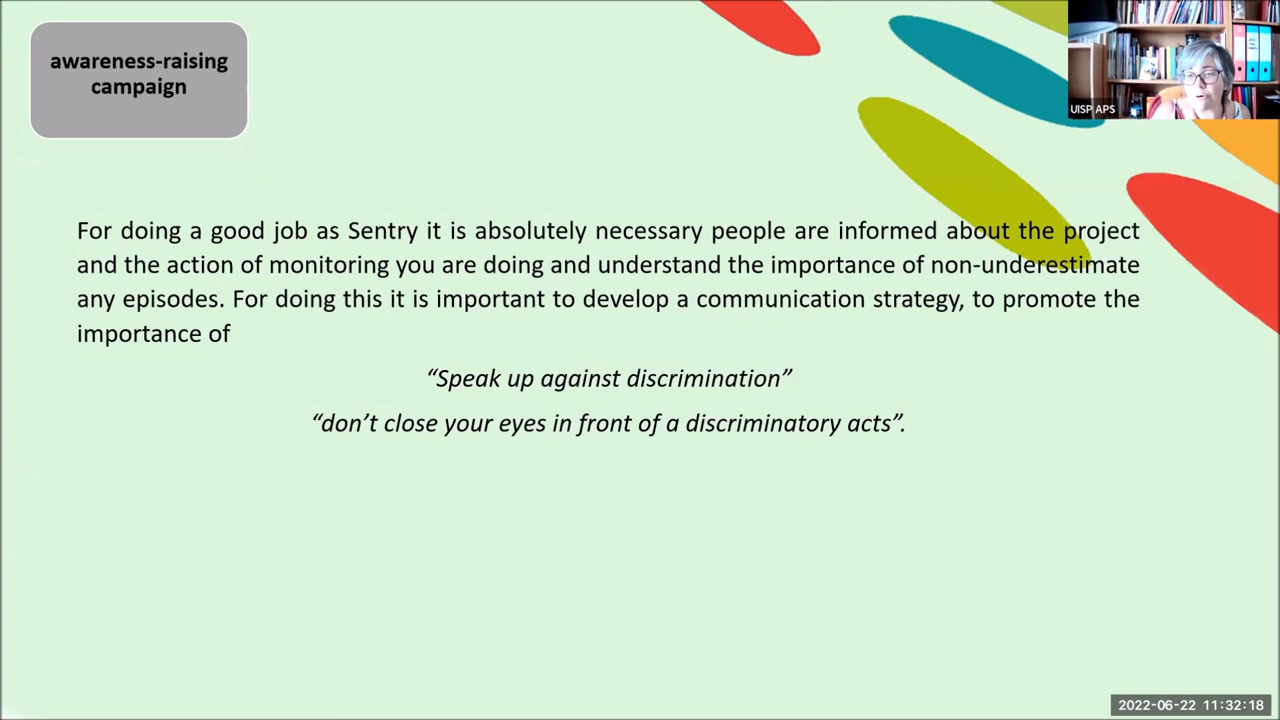 awareness-raising
campaign
UISP APS
For doing a good job as Sentry it is absolutely necessary people are informed about the project
and the action of monitoring you are doing and understand the importance of non-underestimate
any episodes. For doing this it is important to develop a communication strategy, to promote the
importance of
“Speak up against discrimination”
“don’t close your eyes in front of a discriminatory acts”.
2022-06-22 11:32:18